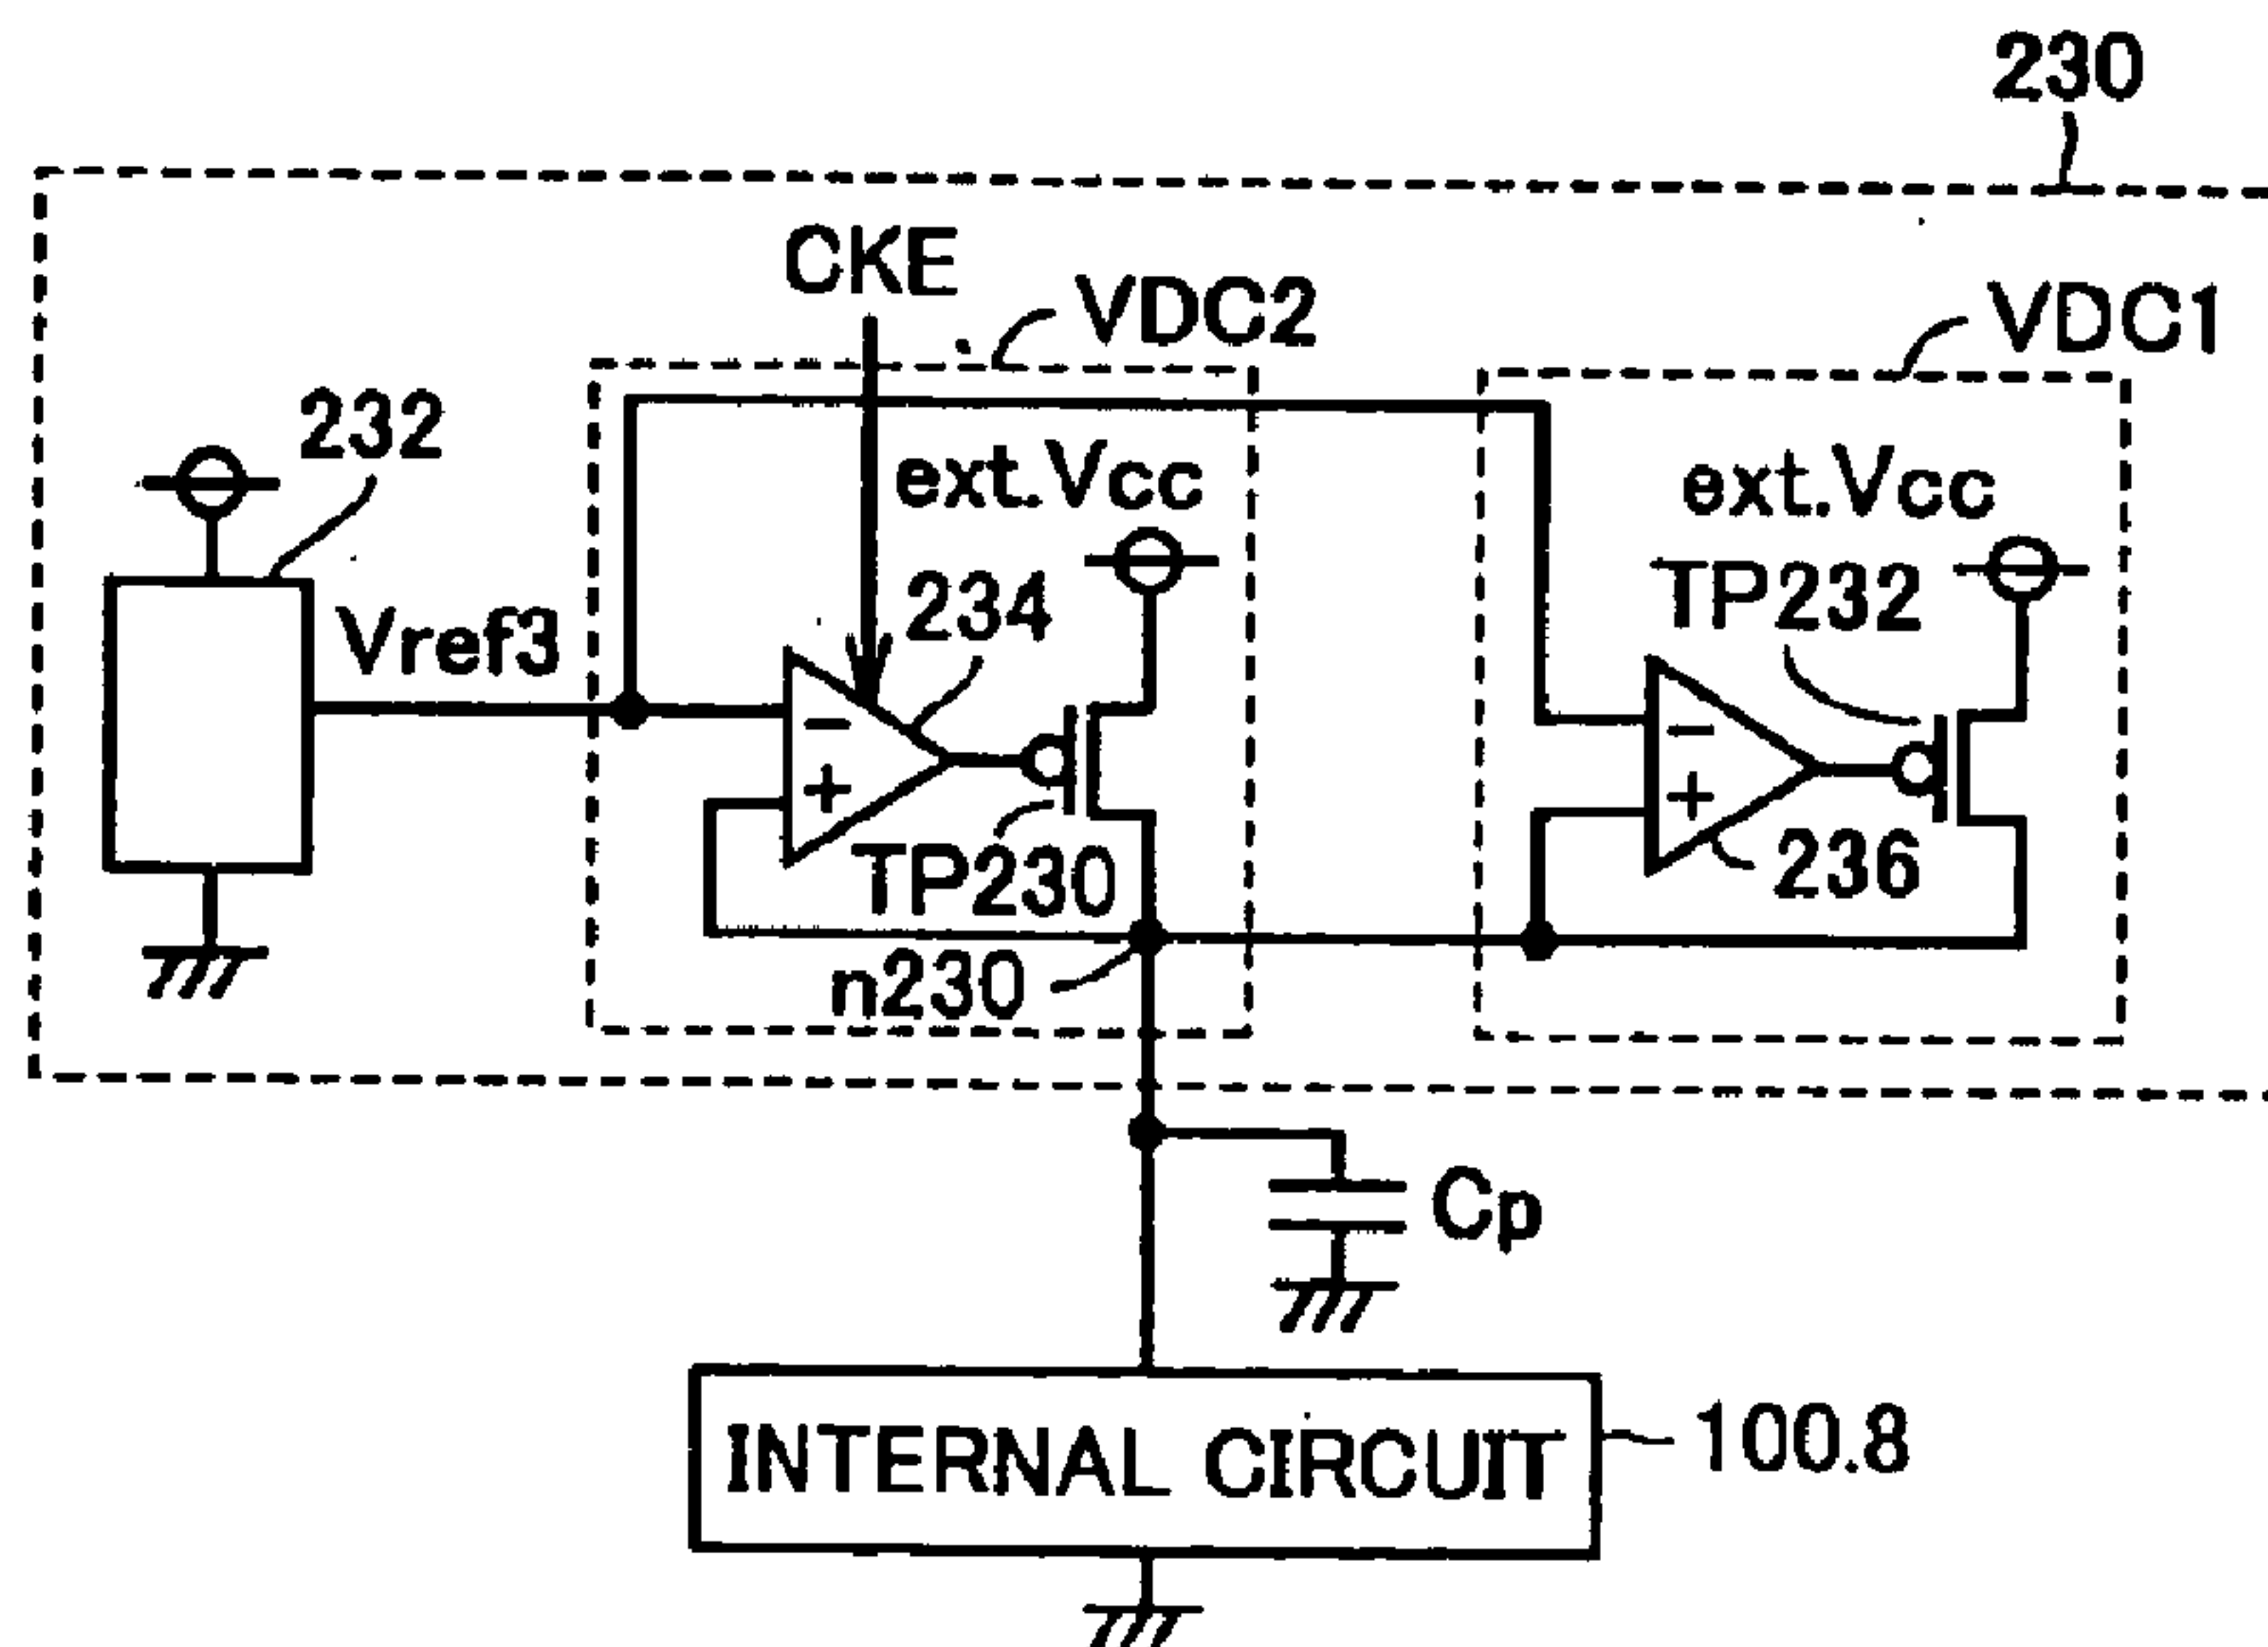 230
CKE
VDC2
VDC1
232
ext.Vcc
ext.Vcc
TP232
234
Vref3
−
+
−
+
TP230
236
n230
Cp
INTERNAL CIRCUIT
100.8